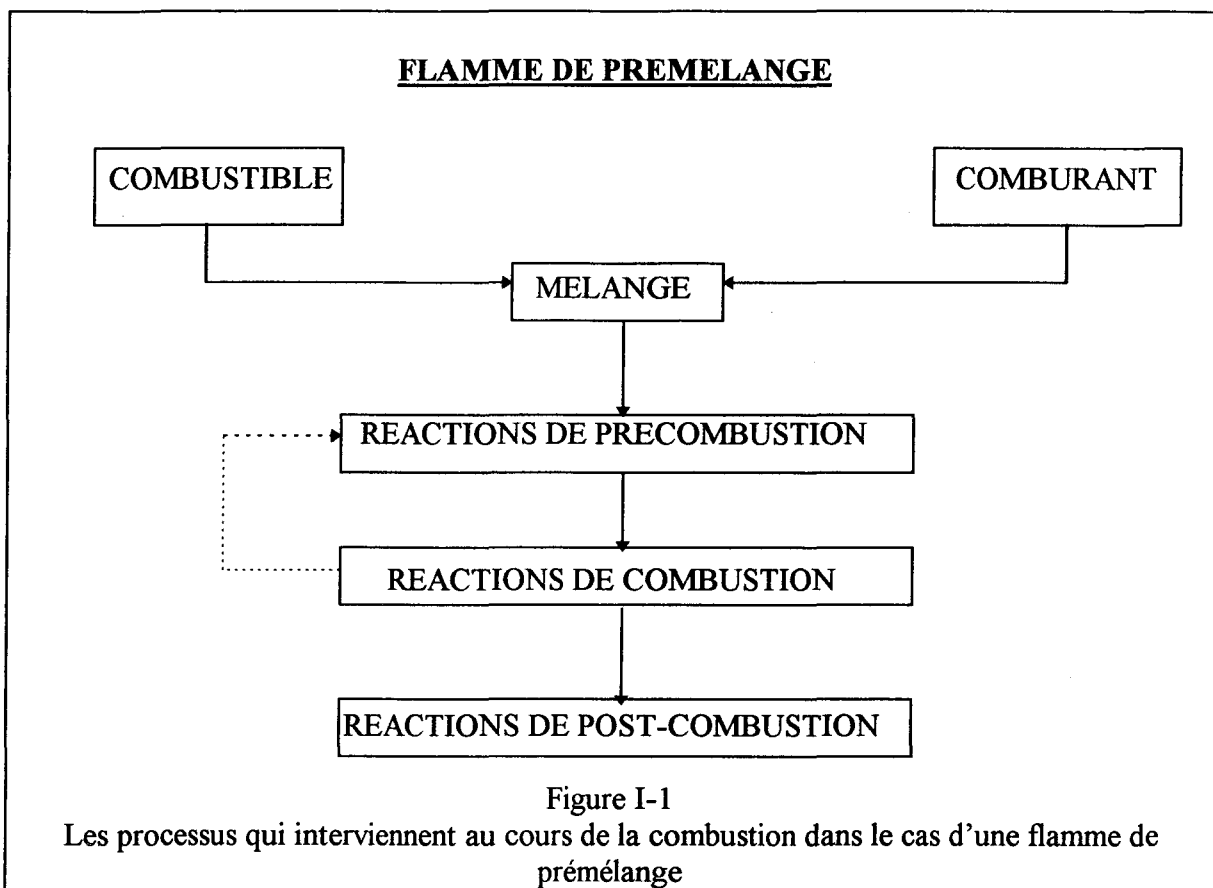 FLAMME DE PREMELANGE
COMBUSTIBLE
COMBURANT
MELANGE
REACTIONS DE PRECOMBUSTION
REACTIONS DE COMBUSTION
REACTIONS DE POST-COMBUSTION
Figure I-1
Les processus qui interviennent au cours de la combustion dans le cas d'une flamme de
prémélange